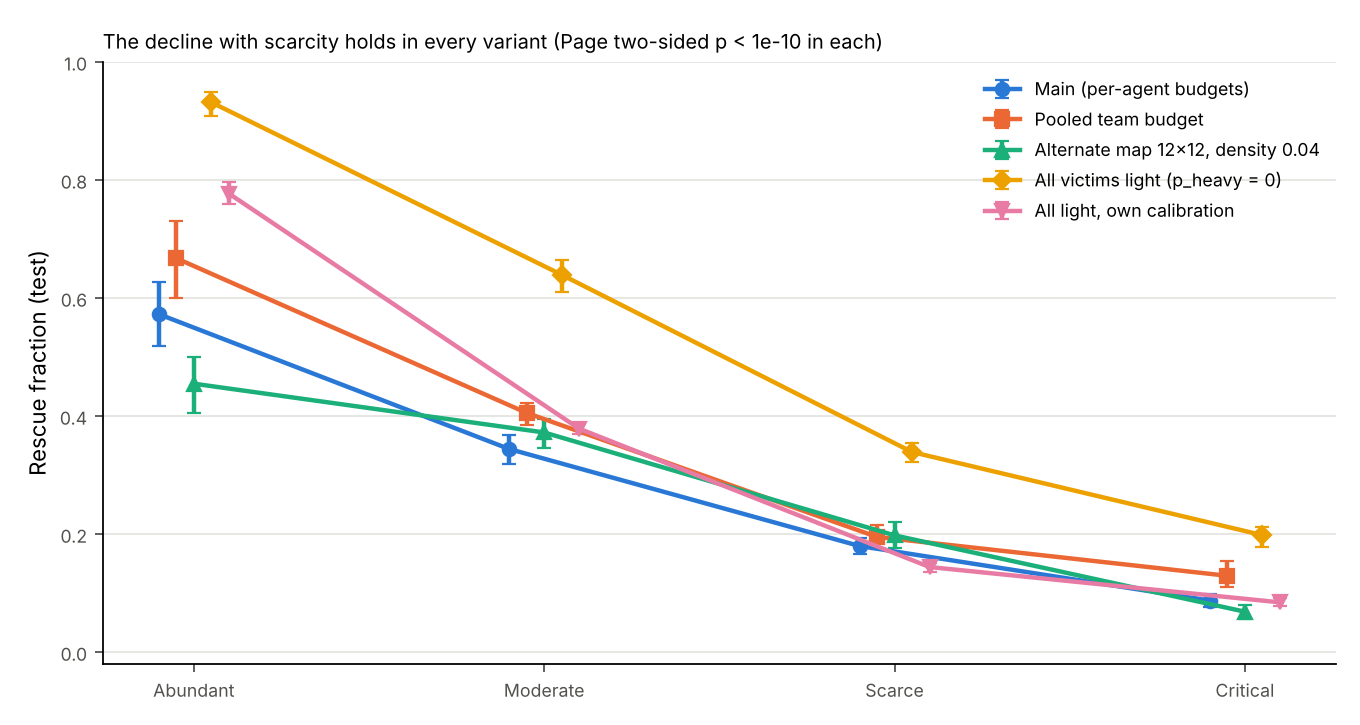 The decline with scarcity holds in every variant (Page two-sided p < 1e-10 in each)
1.0
0.8
0.6
0.4
0.2
0.0
Rescue fraction (test)
Main (per-agent budgets)
Pooled team budget
Alternate map 12×12, density 0.04
All victims light (p_heavy = 0)
All light, own calibration
Abundant
Moderate
Scarce
Critical